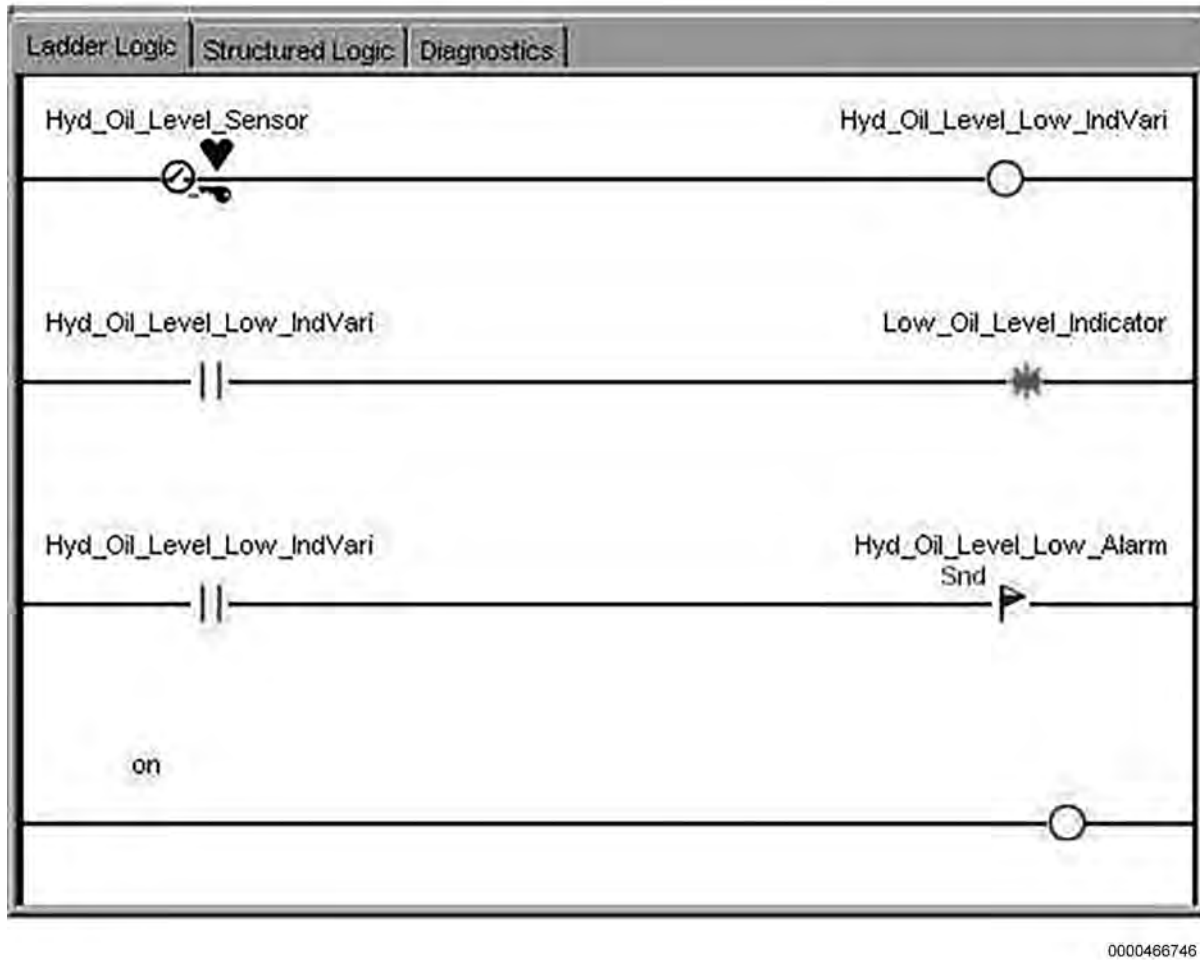 Ladder Logic Structured Logic Diagnostics
Hyd_Oil_Level_Sensor Hyd_Oil_Level_Low_IndVari
Hyd_Oil_Level_Low_IndVari Low_Oil_Level_Indicator
Hyd_Oil_Level_Low_IndVari Hyd_Oil_Level_Low_Alarm
Snd
on
0000466746